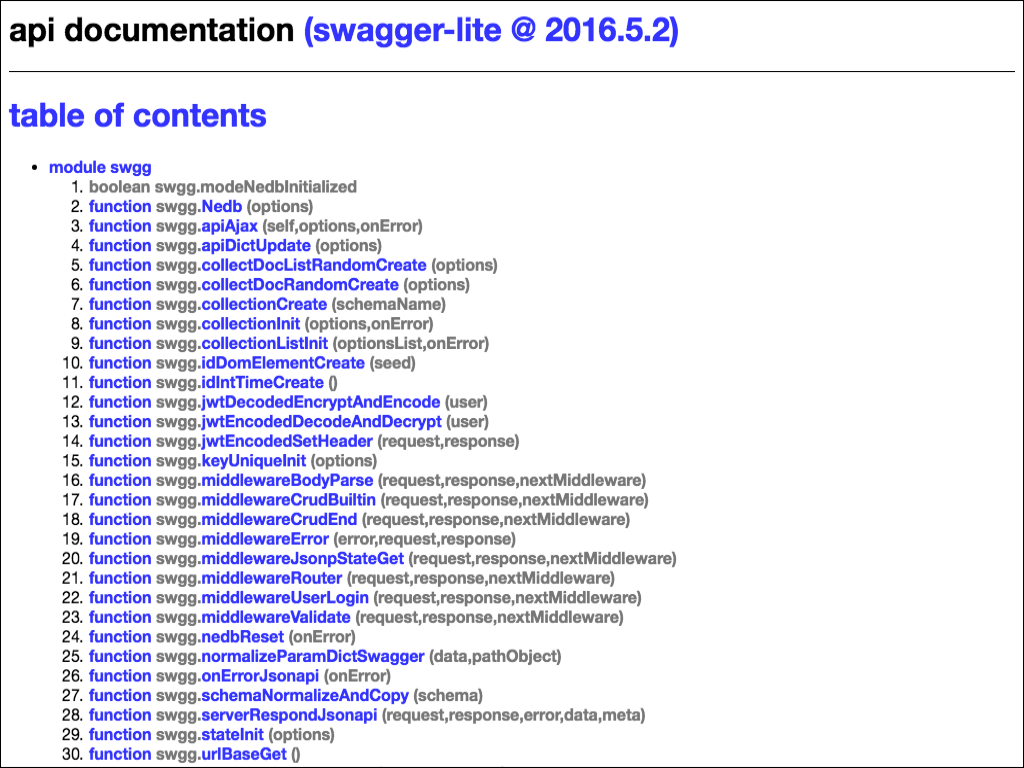 api documentation (swagger-lite @ 2016.5.2)
table of contents
• module swgg
1. boolean swgg.modeNedbInitialized
2. function swgg.Nedb (options)
3. function swgg.apiAjax (self,options,onError)
4. function swgg.apiDictUpdate (options)
5. function swgg.collectDocListRandomCreate (options)
6. function swgg.collectDocRandomCreate (options)
7. function swgg.collectionCreate (schemaName)
8. function swgg.collectionInit (options,onError)
9. function swgg.collectionListInit (optionsList,onError)
10. function swgg.idDomElementCreate (seed)
11. function swgg.idIntTimeCreate ()
12. function swgg.jwtDecodedEncryptAndEncode (user)
13. function swgg.jwtEncodedDecodeAndDecrypt (user)
14. function swgg.jwtEncodedSetHeader (request,response)
15. function swgg.keyUniqueInit (options)
16. function swgg.middlewareBodyParse (request,response,nextMiddleware)
17. function swgg.middlewareCrudBuiltin (request,response,nextMiddleware)
18. function swgg.middlewareCrudEnd (request,response,nextMiddleware)
19. function swgg.middlewareError (error,request,response)
20. function swgg.middlewareJsonpStateGet (request,response,nextMiddleware)
21. function swgg.middlewareRouter (request,response,nextMiddleware)
22. function swgg.middlewareUserLogin (request,response,nextMiddleware)
23. function swgg.middlewareValidate (request,response,nextMiddleware)
24. function swgg.nedbReset (onError)
25. function swgg.normalizeParamDictSwagger (data,pathObject)
26. function swgg.onErrorJsonapi (onError)
27. function swgg.schemaNormalizeAndCopy (schema)
28. function swgg.serverRespondJsonapi (request,response,error,data,meta)
29. function swgg.stateInit (options)
30. function swgg.urlBaseGet ()